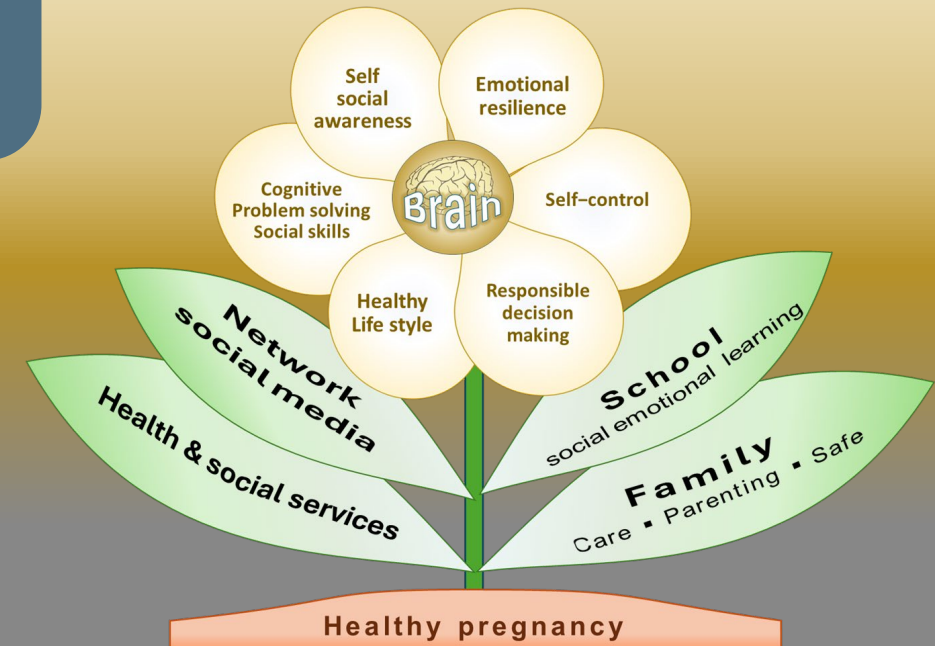 Self
social
awareness
Emotional
resilience
Cognitive
Problem solving
Social skills
Brain
Self–control
Healthy
Life style
Responsible
decision
making
Network
social media
School
social emotional learning
Health & social services
Family
Care ▪ Parenting ▪ Safe
Healthy pregnancy